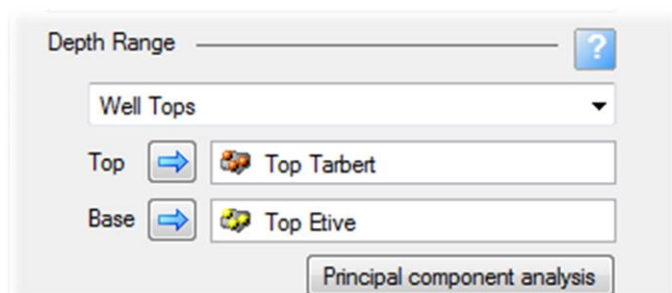 Depth Range
?
Well Tops
Top Top Tarbert
Base Top Etive
Principal component analysis